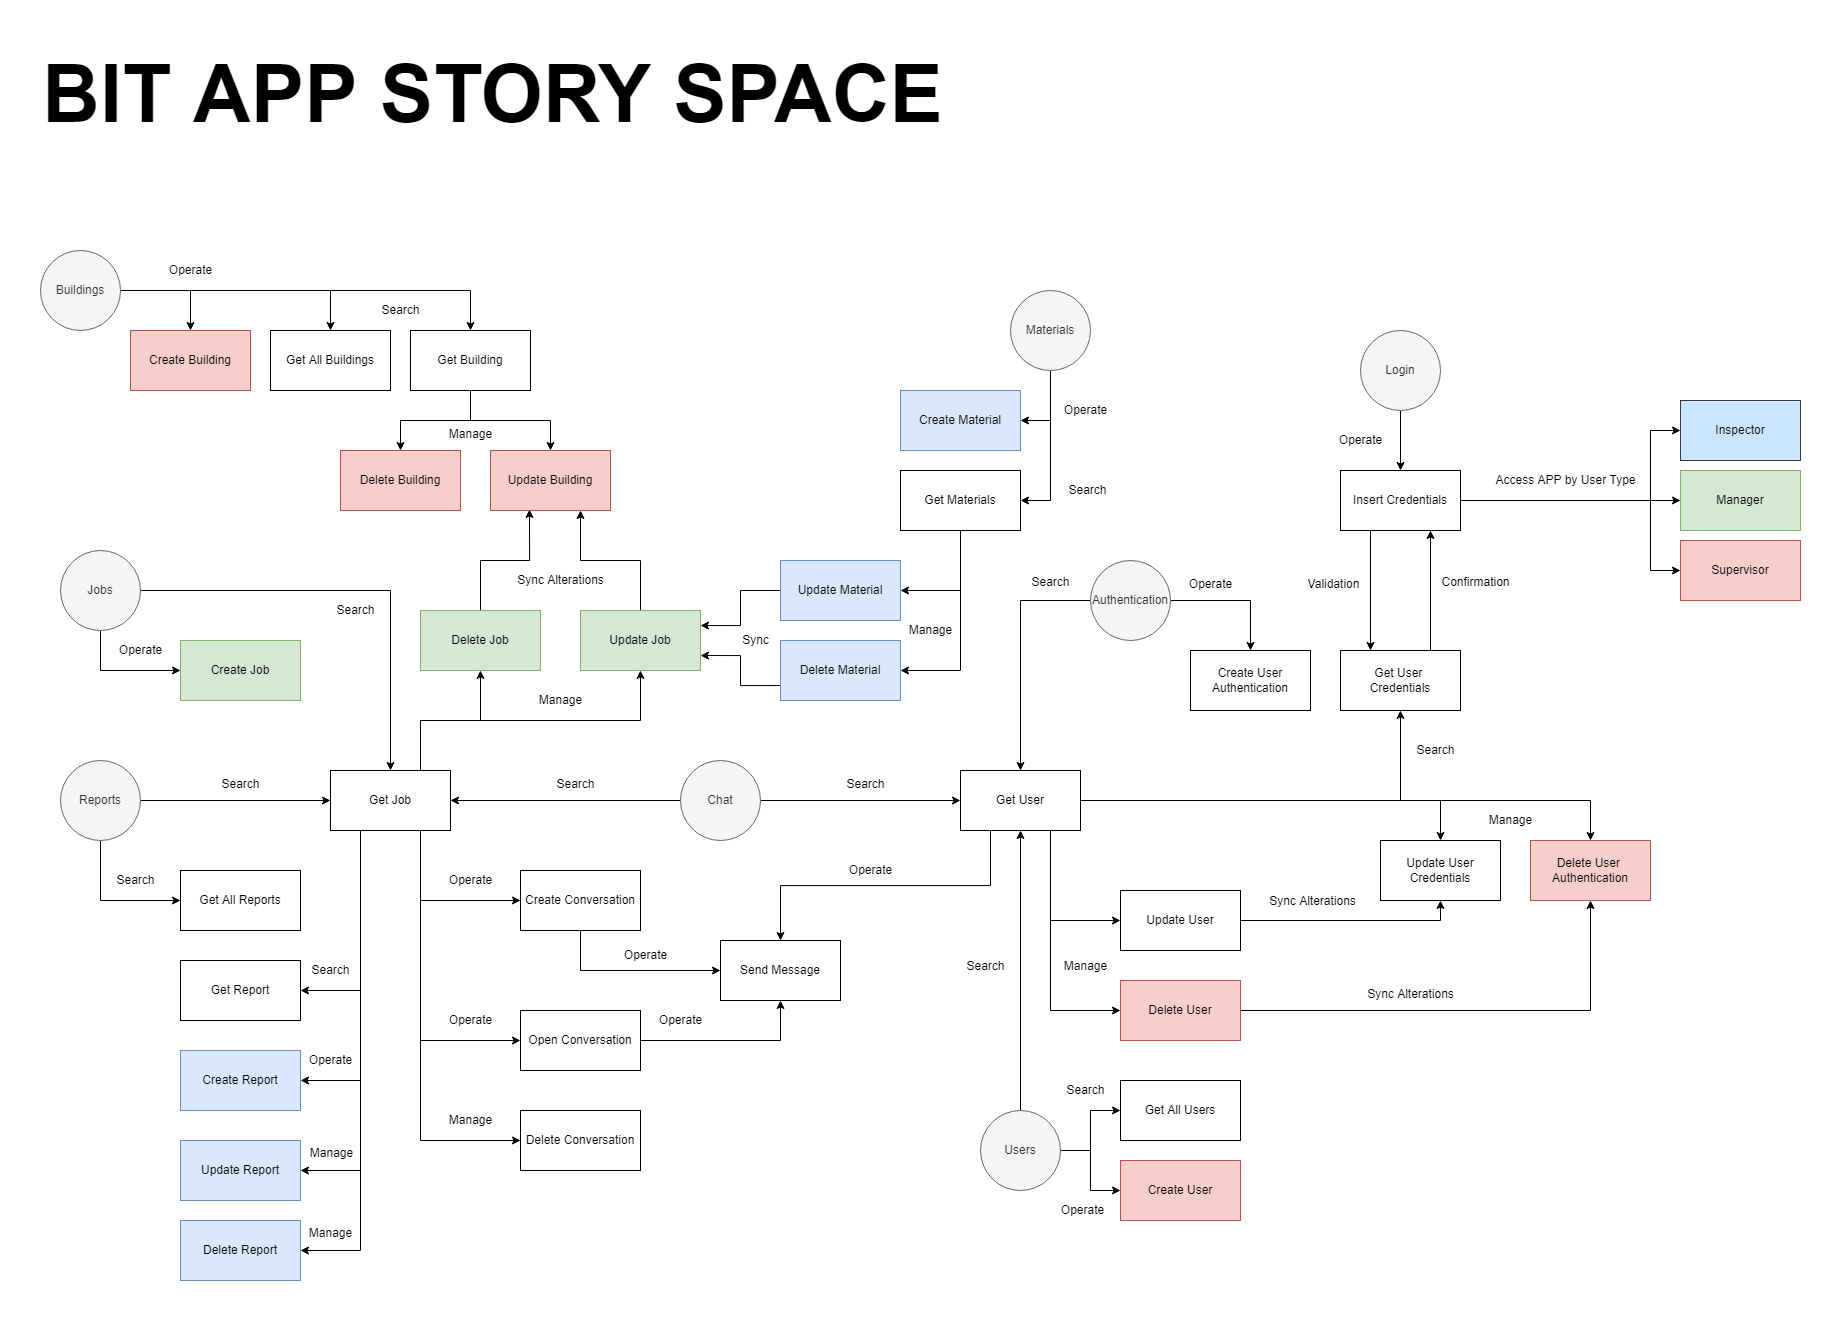 BIT APP STORY SPACE
Operate
Buildings
Search
Create Building
Get All Buildings
Get Building
Manage
Delete Building
Update Building
Materials
Create Material
Operate
Get Materials
Search
Login
Operate
Insert Credentials
Access APP by User Type
Inspector
Manager
Supervisor
Validation
Confirmation
Get User
Credentials
Search
Jobs
Search
Operate
Create Job
Sync Alterations
Delete Job
Update Job
Manage
Update Material
Sync
Manage
Delete Material
Search
Authentication
Operate
Create User
Authentication
Reports
Search
Get Job
Search
Chat
Search
Get User
Manage
Update User
Credentials
Delete User
Authentication
Search
Get All Reports
Get Report
Search
Create Report
Operate
Update Report
Manage
Delete Report
Manage
Operate
Create Conversation
Operate
Operate
Send Message
Operate
Open Conversation
Operate
Manage
Delete Conversation
Update User
Sync Alterations
Search
Manage
Delete User
Sync Alterations
Search
Get All Users
Users
Create User
Operate